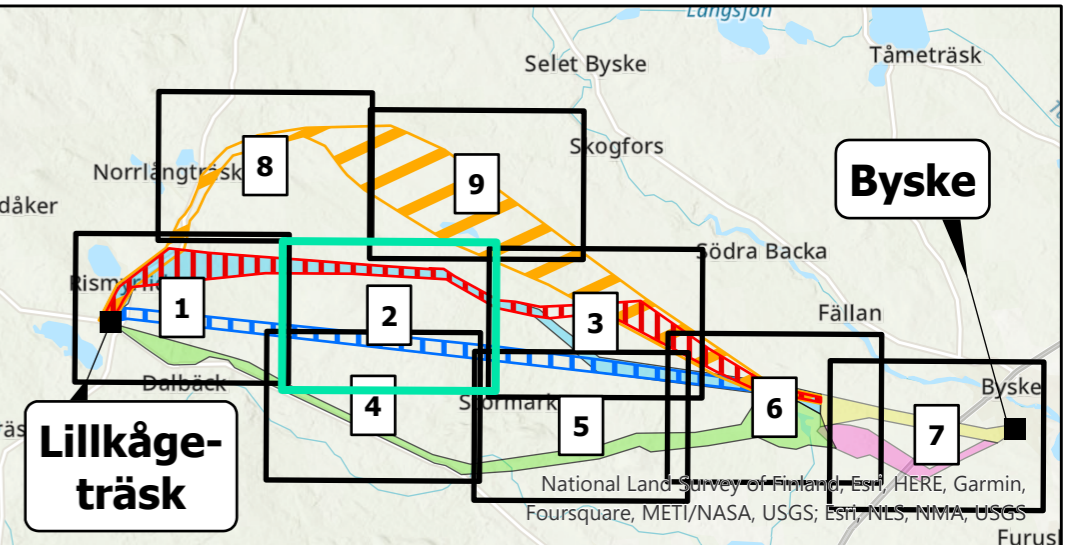 Långsjön
Tåmeträsk
Selet Byske
Skogfors
Byske
8
Norrlångträsk
9
dåker
Södra Backa
1
2
3
Fällan
Dalbäck
4
Stormark
5
6
7
Byske
Lillkåge-
träsk
National Land Survey of Finland, Esri, HERE, Garmin,
Foursquare, METI/NASA, USGS; Esri, NLS, NMA, USGS